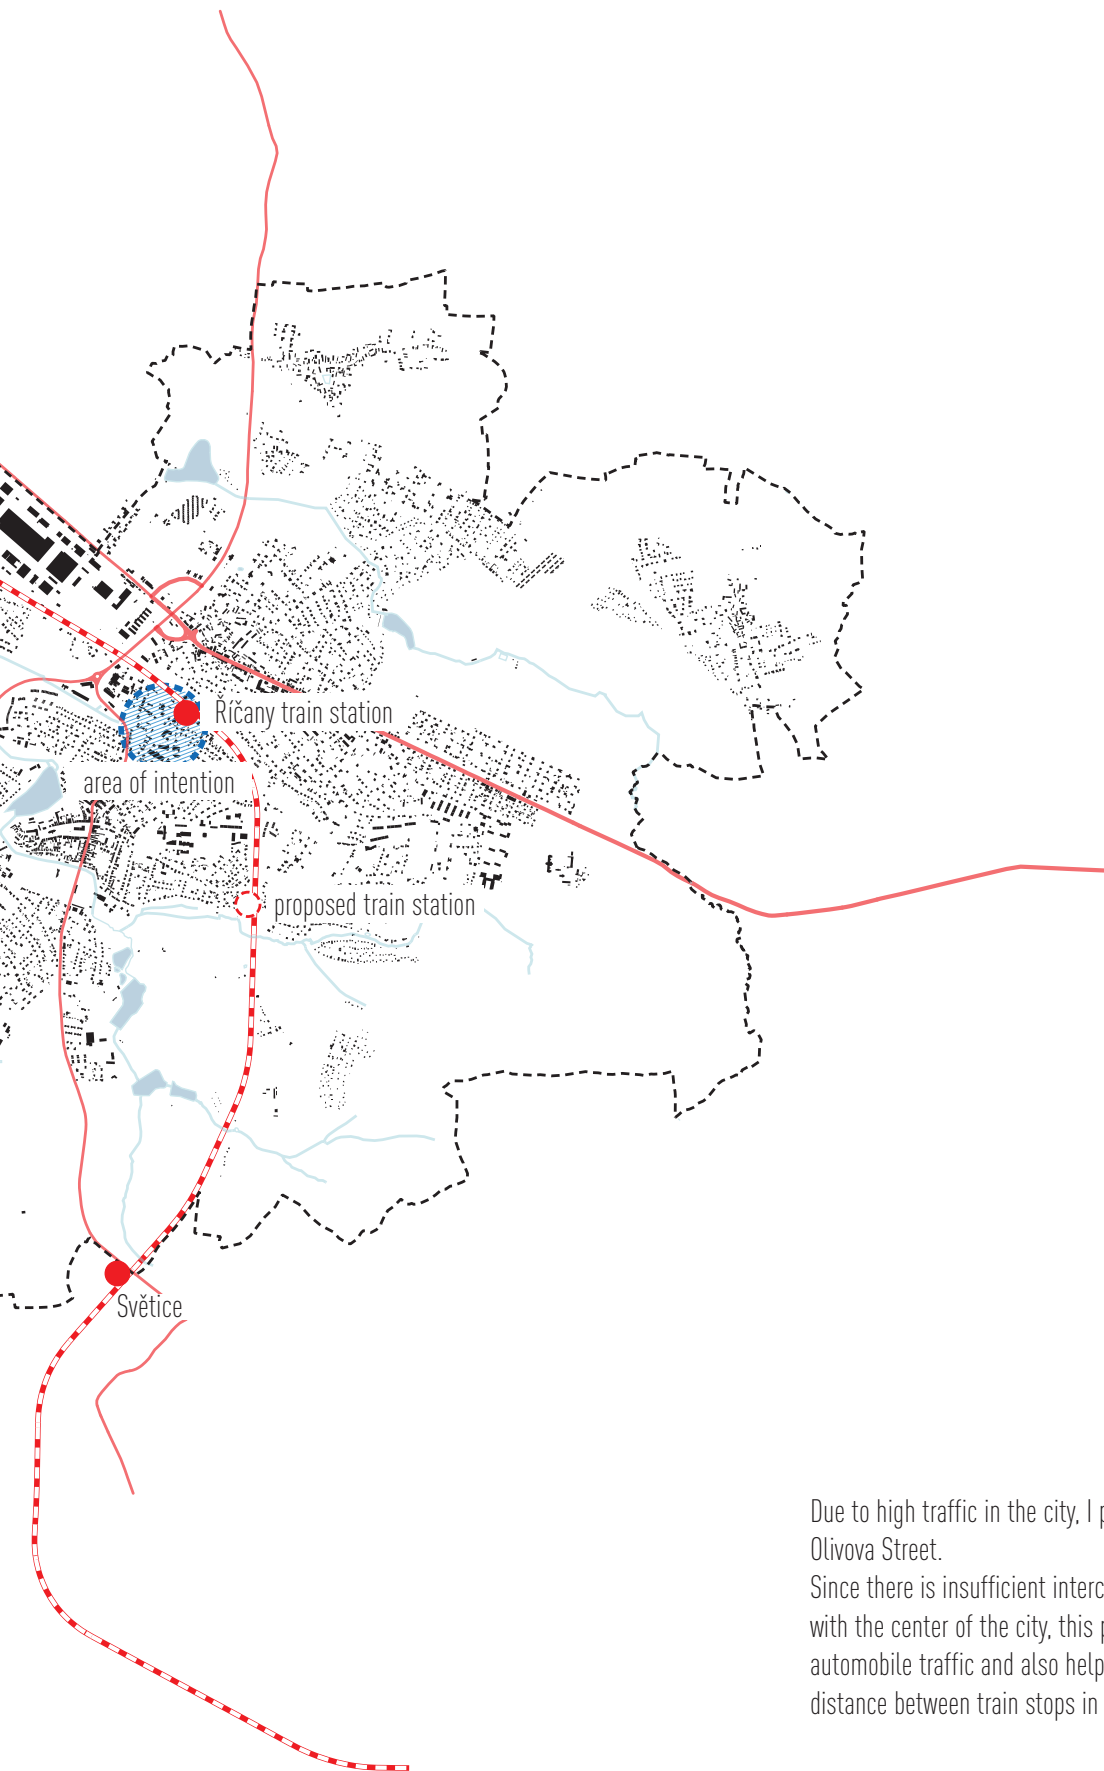 Říčany train station
area of intention
proposed train station
Světice
Due to high traffic in the city, I
Olivova Street.
Since there is insufficient
with the center of the city, this
automobile traffic and also help
distance between train stops in